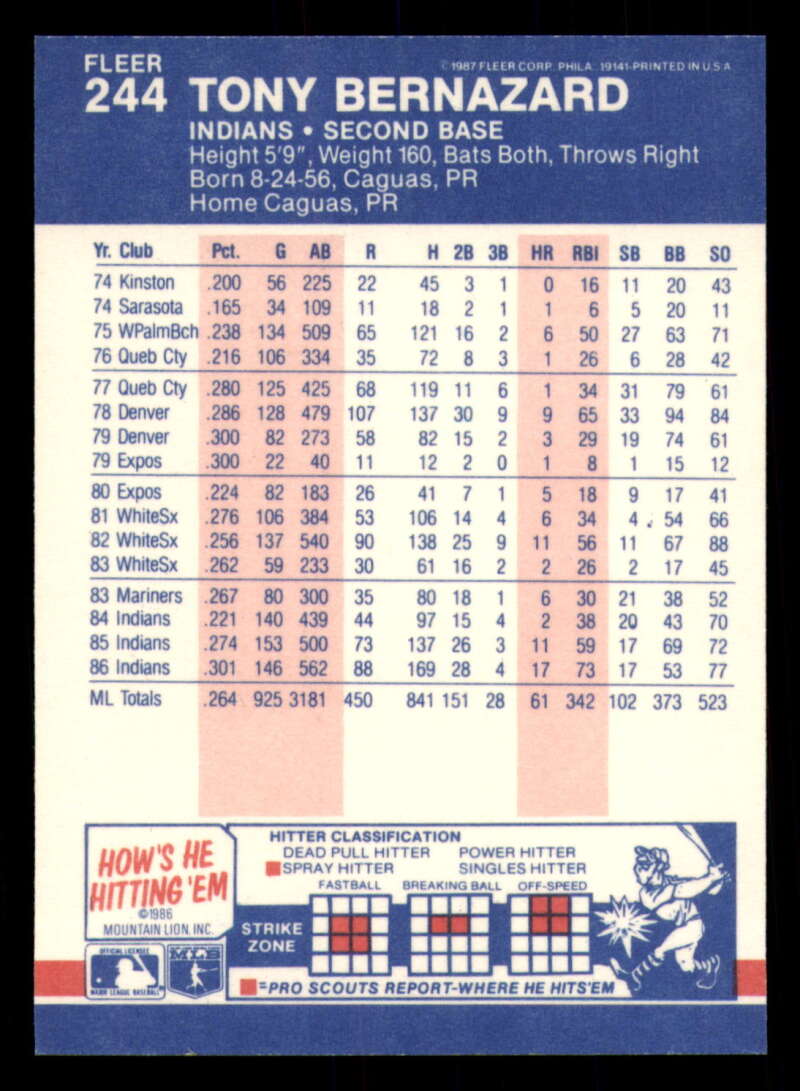 FLEER
©1987 FLEER CORP. PHILA. 19141-PRINTED IN U.S.A.
244 TONY BERNAZARD
INDIANS • SECOND BASE
Height 5'9", Weight 160, Bats Both, Throws Right
Born 8-24-56, Caguas, PR
Home Caguas, PR
Yr. Club Pct. G AB R H 2B 3B HR RBI SB BB SO
74 Kinston .200 56 225 22 45 3 1 0 16 11 20 43
74 Sarasota .165 34 109 11 18 2 1 1 6 5 20 11
75 WPalmBch .238 134 509 65 121 16 2 6 50 27 63 71
76 Queb Cty .216 106 334 35 72 8 3 1 26 6 28 42
77 Queb Cty .280 125 425 68 119 11 6 1 34 31 79 61
78 Denver .286 128 479 107 137 30 9 9 65 33 94 84
79 Denver .300 82 273 58 82 15 2 3 29 19 74 61
79 Expos .300 22 40 11 12 2 0 1 8 1 15 12
80 Expos .224 82 183 26 41 7 1 5 18 9 17 41
81 WhiteSx .276 106 384 53 106 14 4 6 34 4 54 66
82 WhiteSx .256 137 540 90 138 25 9 11 56 11 67 88
83 WhiteSx .262 59 233 30 61 16 2 2 26 2 17 45
83 Mariners .267 80 300 35 80 18 1 6 30 21 38 52
84 Indians .221 140 439 44 97 15 4 2 38 20 43 70
85 Indians .274 153 500 73 137 26 3 11 59 17 69 72
86 Indians .301 146 562 88 169 28 4 17 73 17 53 77
ML Totals .264 925 3181 450 841 151 28 61 342 102 373 523
HOW'S HE
HITTING 'EM
©1986
MOUNTAIN LION, INC.
OFFICIAL LICENSEE
MAJOR LEAGUE BASEBALL
MLB
HITTER CLASSIFICATION
DEAD PULL HITTER POWER HITTER
SPRAY HITTER SINGLES HITTER
FASTBALL BREAKING BALL OFF-SPEED
STRIKE
ZONE
=PRO SCOUTS REPORT-WHERE HE HITS'EM